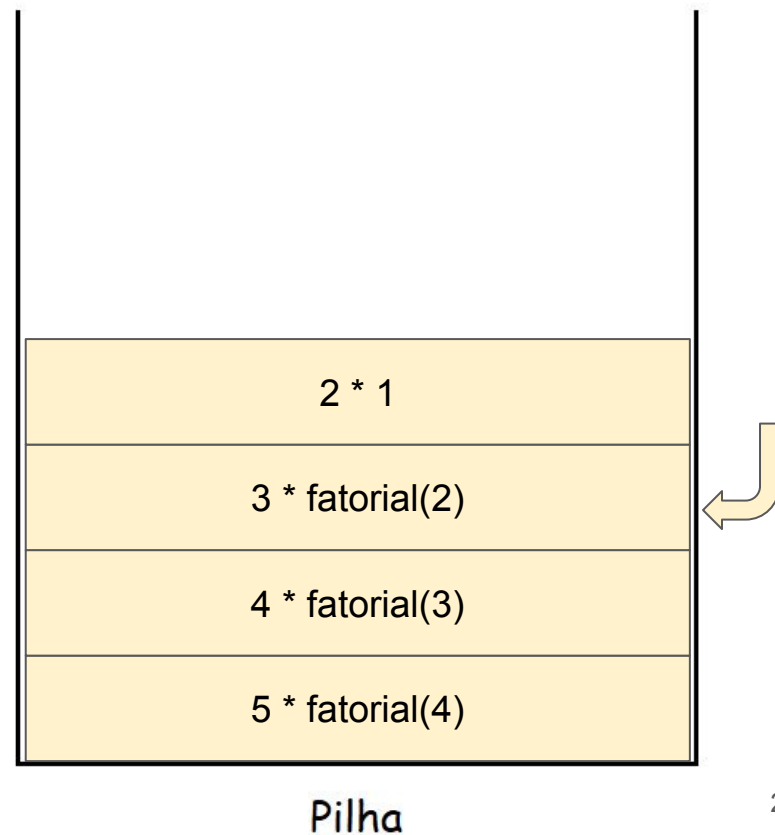 2 * 1
3 * fatorial(2)
4 * fatorial(3)
5 * fatorial(4)
Pilha